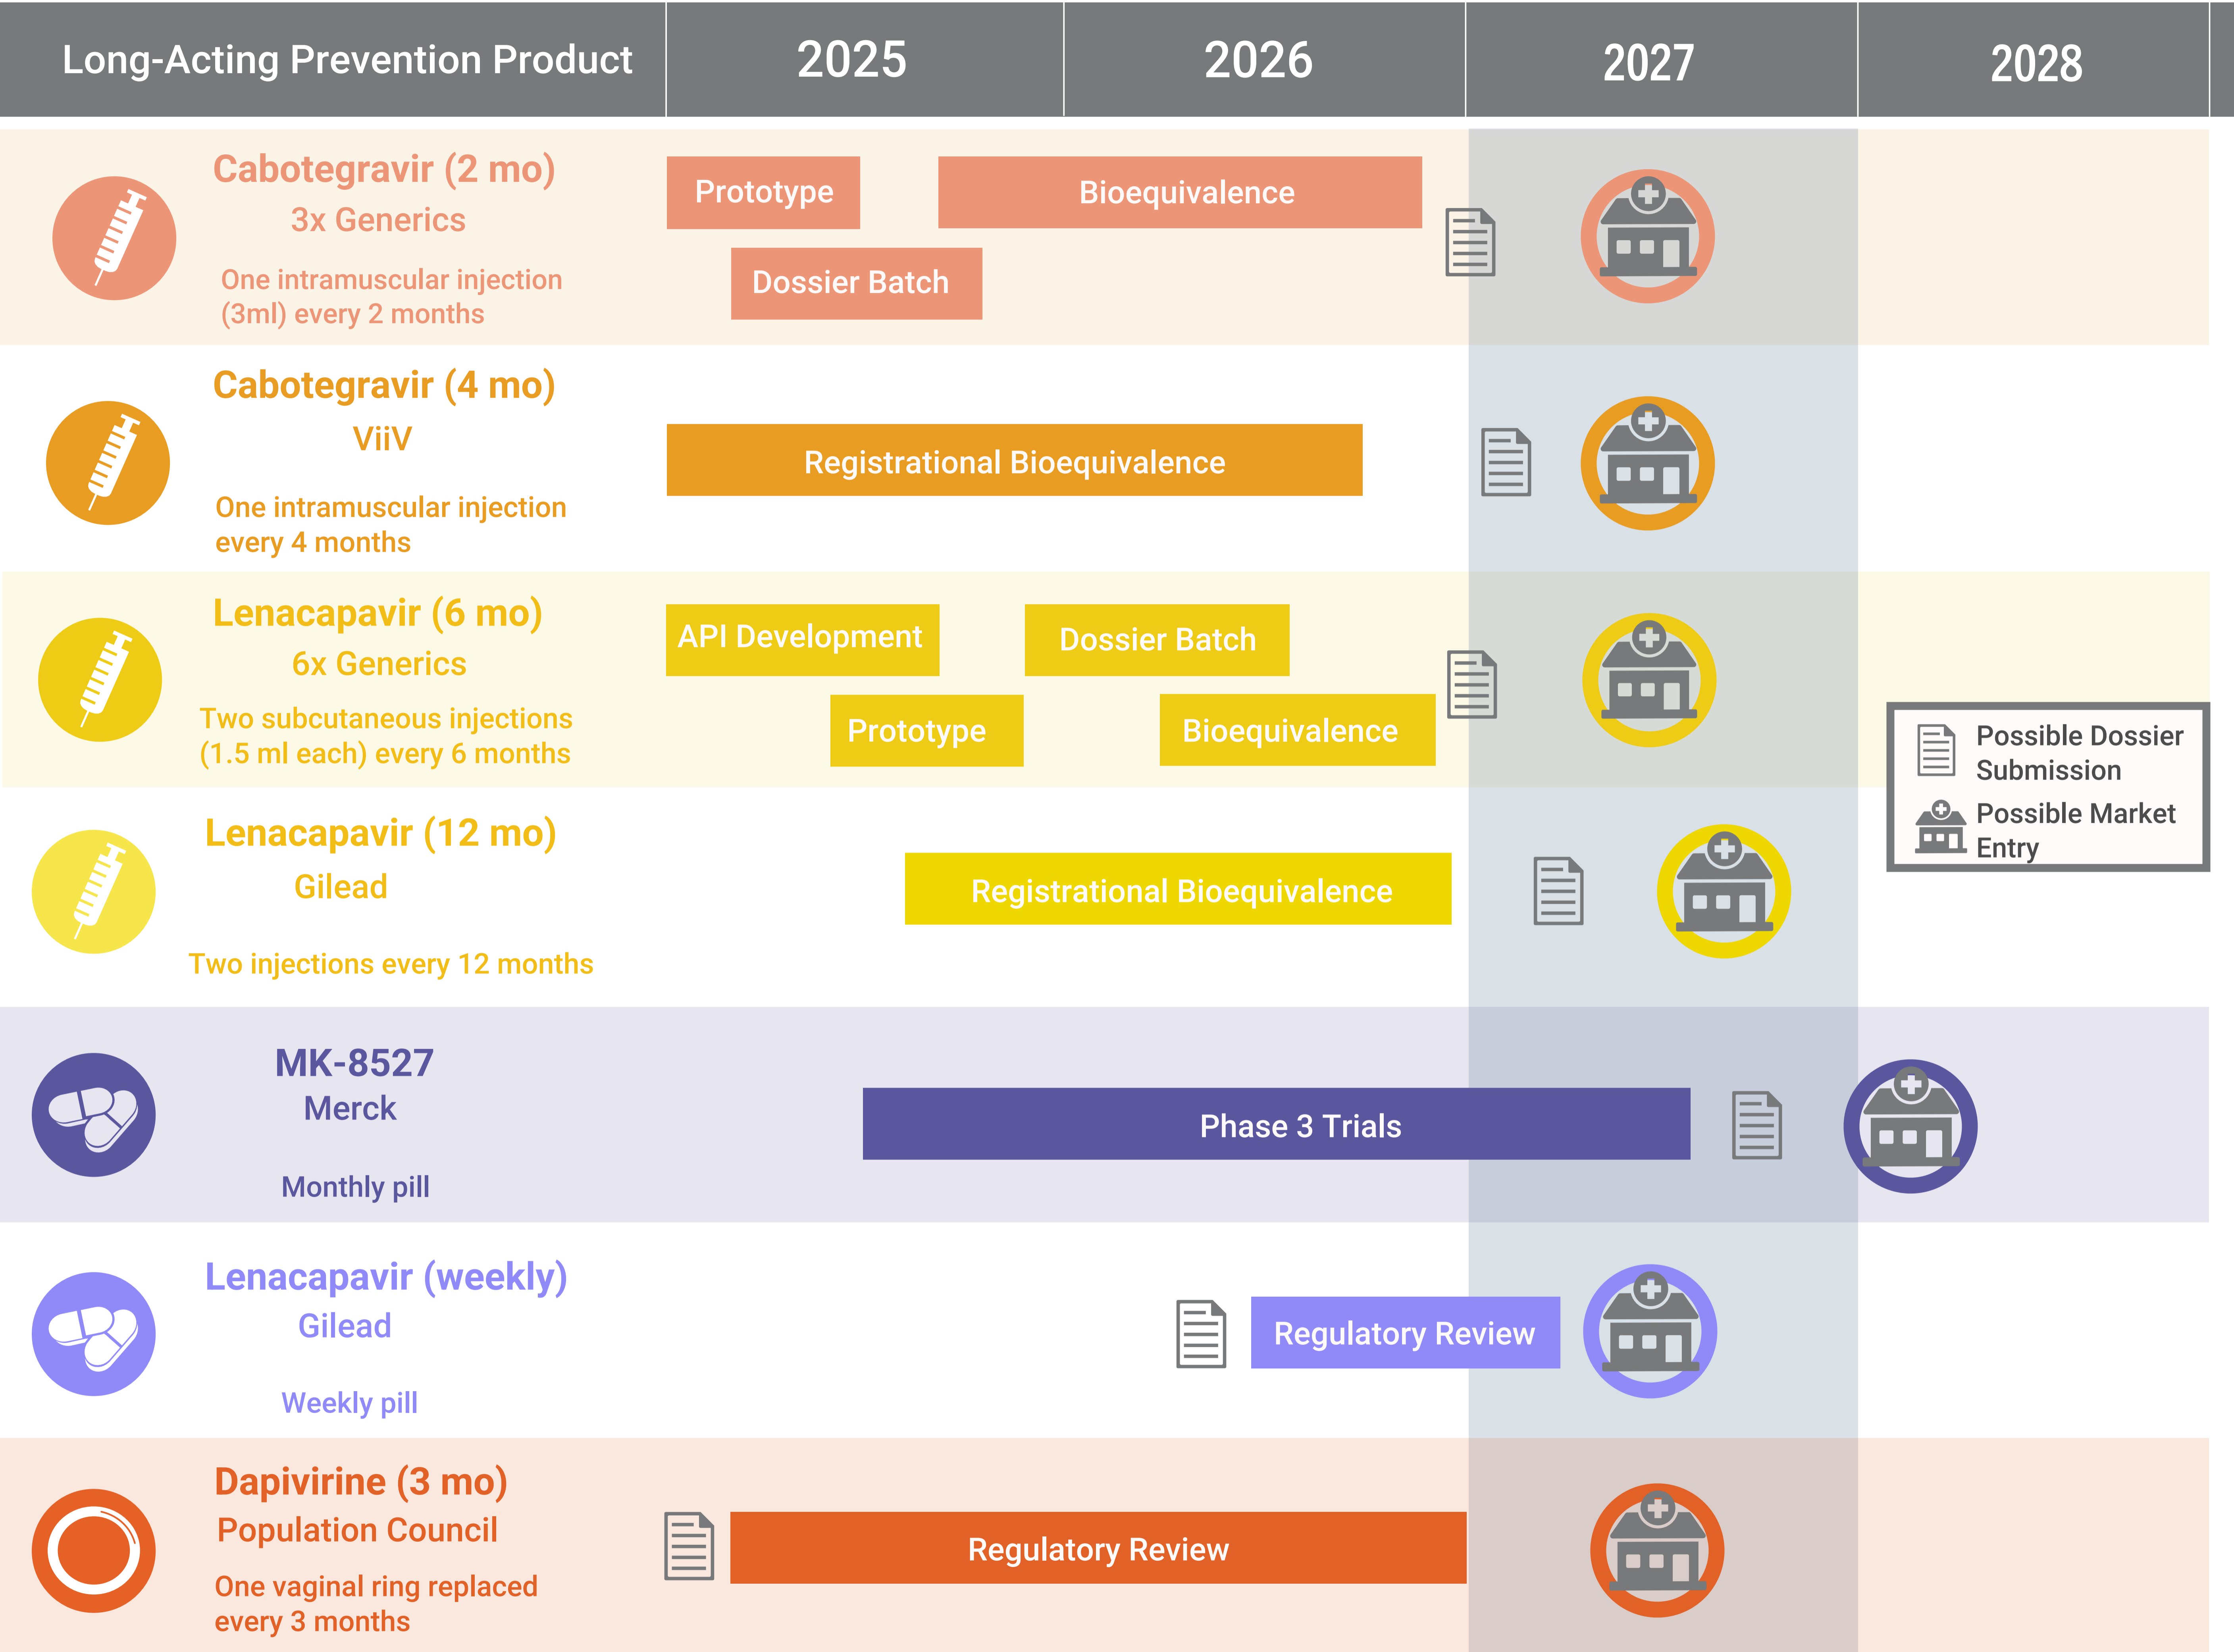 Long-Acting Prevention Product
2025
2026
2027
2028
Cabotegravir (2 mo)
3x Generics
One intramuscular injection
(3ml) every 2 months
Prototype
Bioequivalence
Dossier Batch
Cabotegravir (4 mo)
ViiV
One intramuscular injection
every 4 months
Registrational Bioequivalence
Lenacapavir (6 mo)
6x Generics
Two subcutaneous injections
(1.5 ml each) every 6 months
API Development
Dossier Batch
Prototype
Bioequivalence
Possible Dossier
Submission
Possible Market
Entry
Lenacapavir (12 mo)
Gilead
Two injections every 12 months
Registrational Bioequivalence
MK-8527
Merck
Monthly pill
Phase 3 Trials
Lenacapavir (weekly)
Gilead
Weekly pill
Regulatory Review
Dapivirine (3 mo)
Population Council
One vaginal ring replaced
every 3 months
Regulatory Review